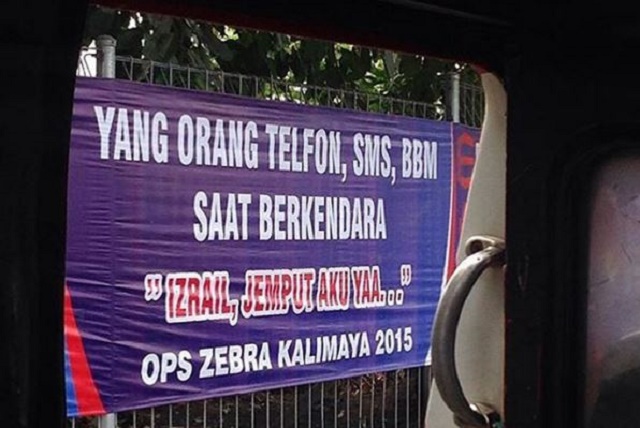 YANG ORANG TELFON, SMS, BBM
SAAT BERKENDARA
" IZRAIL, JEMPUT AKU YAA. . ."
OPS ZEBRA KALIMAYA 2015